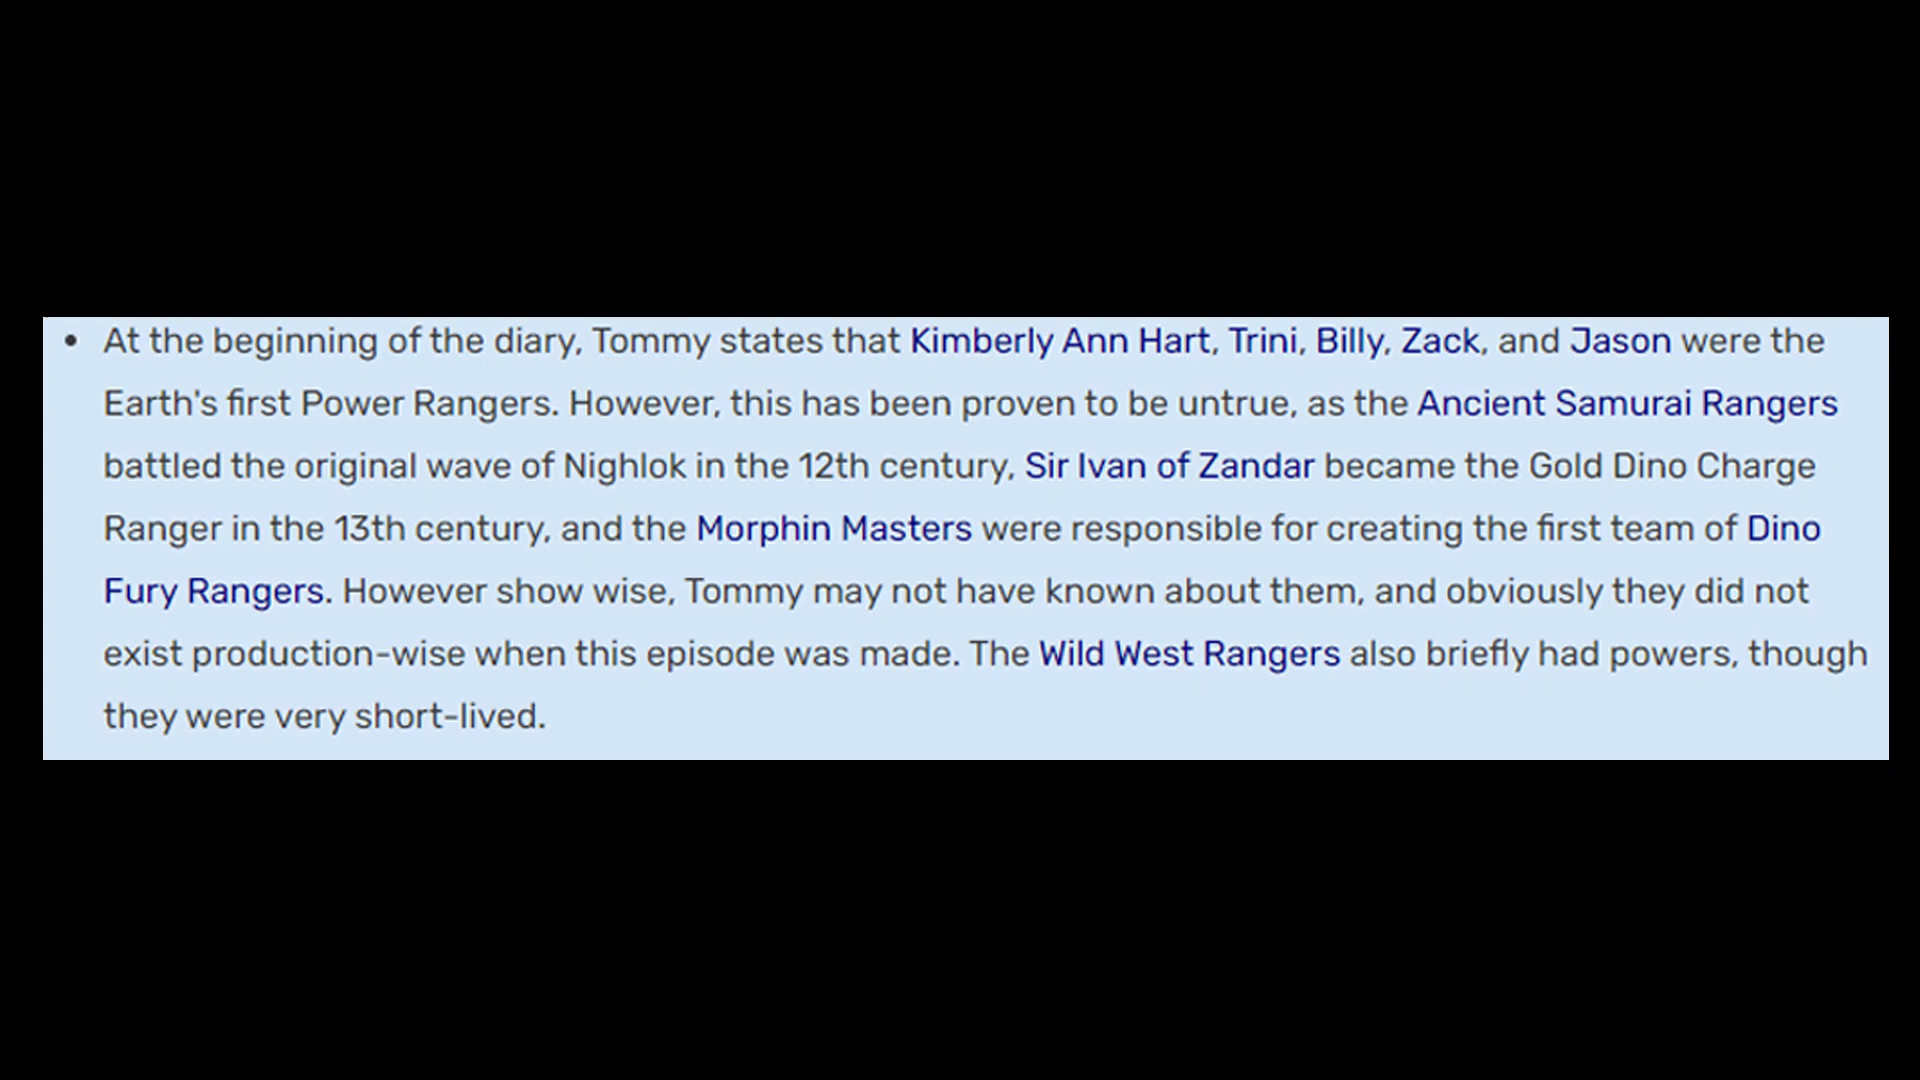 • At the beginning of the diary, Tommy states that Kimberly Ann Hart, Trini, Billy, Zack, and Jason were the
Earth's first Power Rangers. However, this has been proven to be untrue, as the Ancient Samurai Rangers
battled the original wave of Nighlok in the 12th century, Sir Ivan of Zandar became the Gold Dino Charge
Ranger in the 13th century, and the Morphin Masters were responsible for creating the first team of Dino
Fury Rangers. However show wise, Tommy may not have known about them, and obviously they did not
exist production-wise when this episode was made. The Wild West Rangers also briefly had powers, though
they were very short-lived.